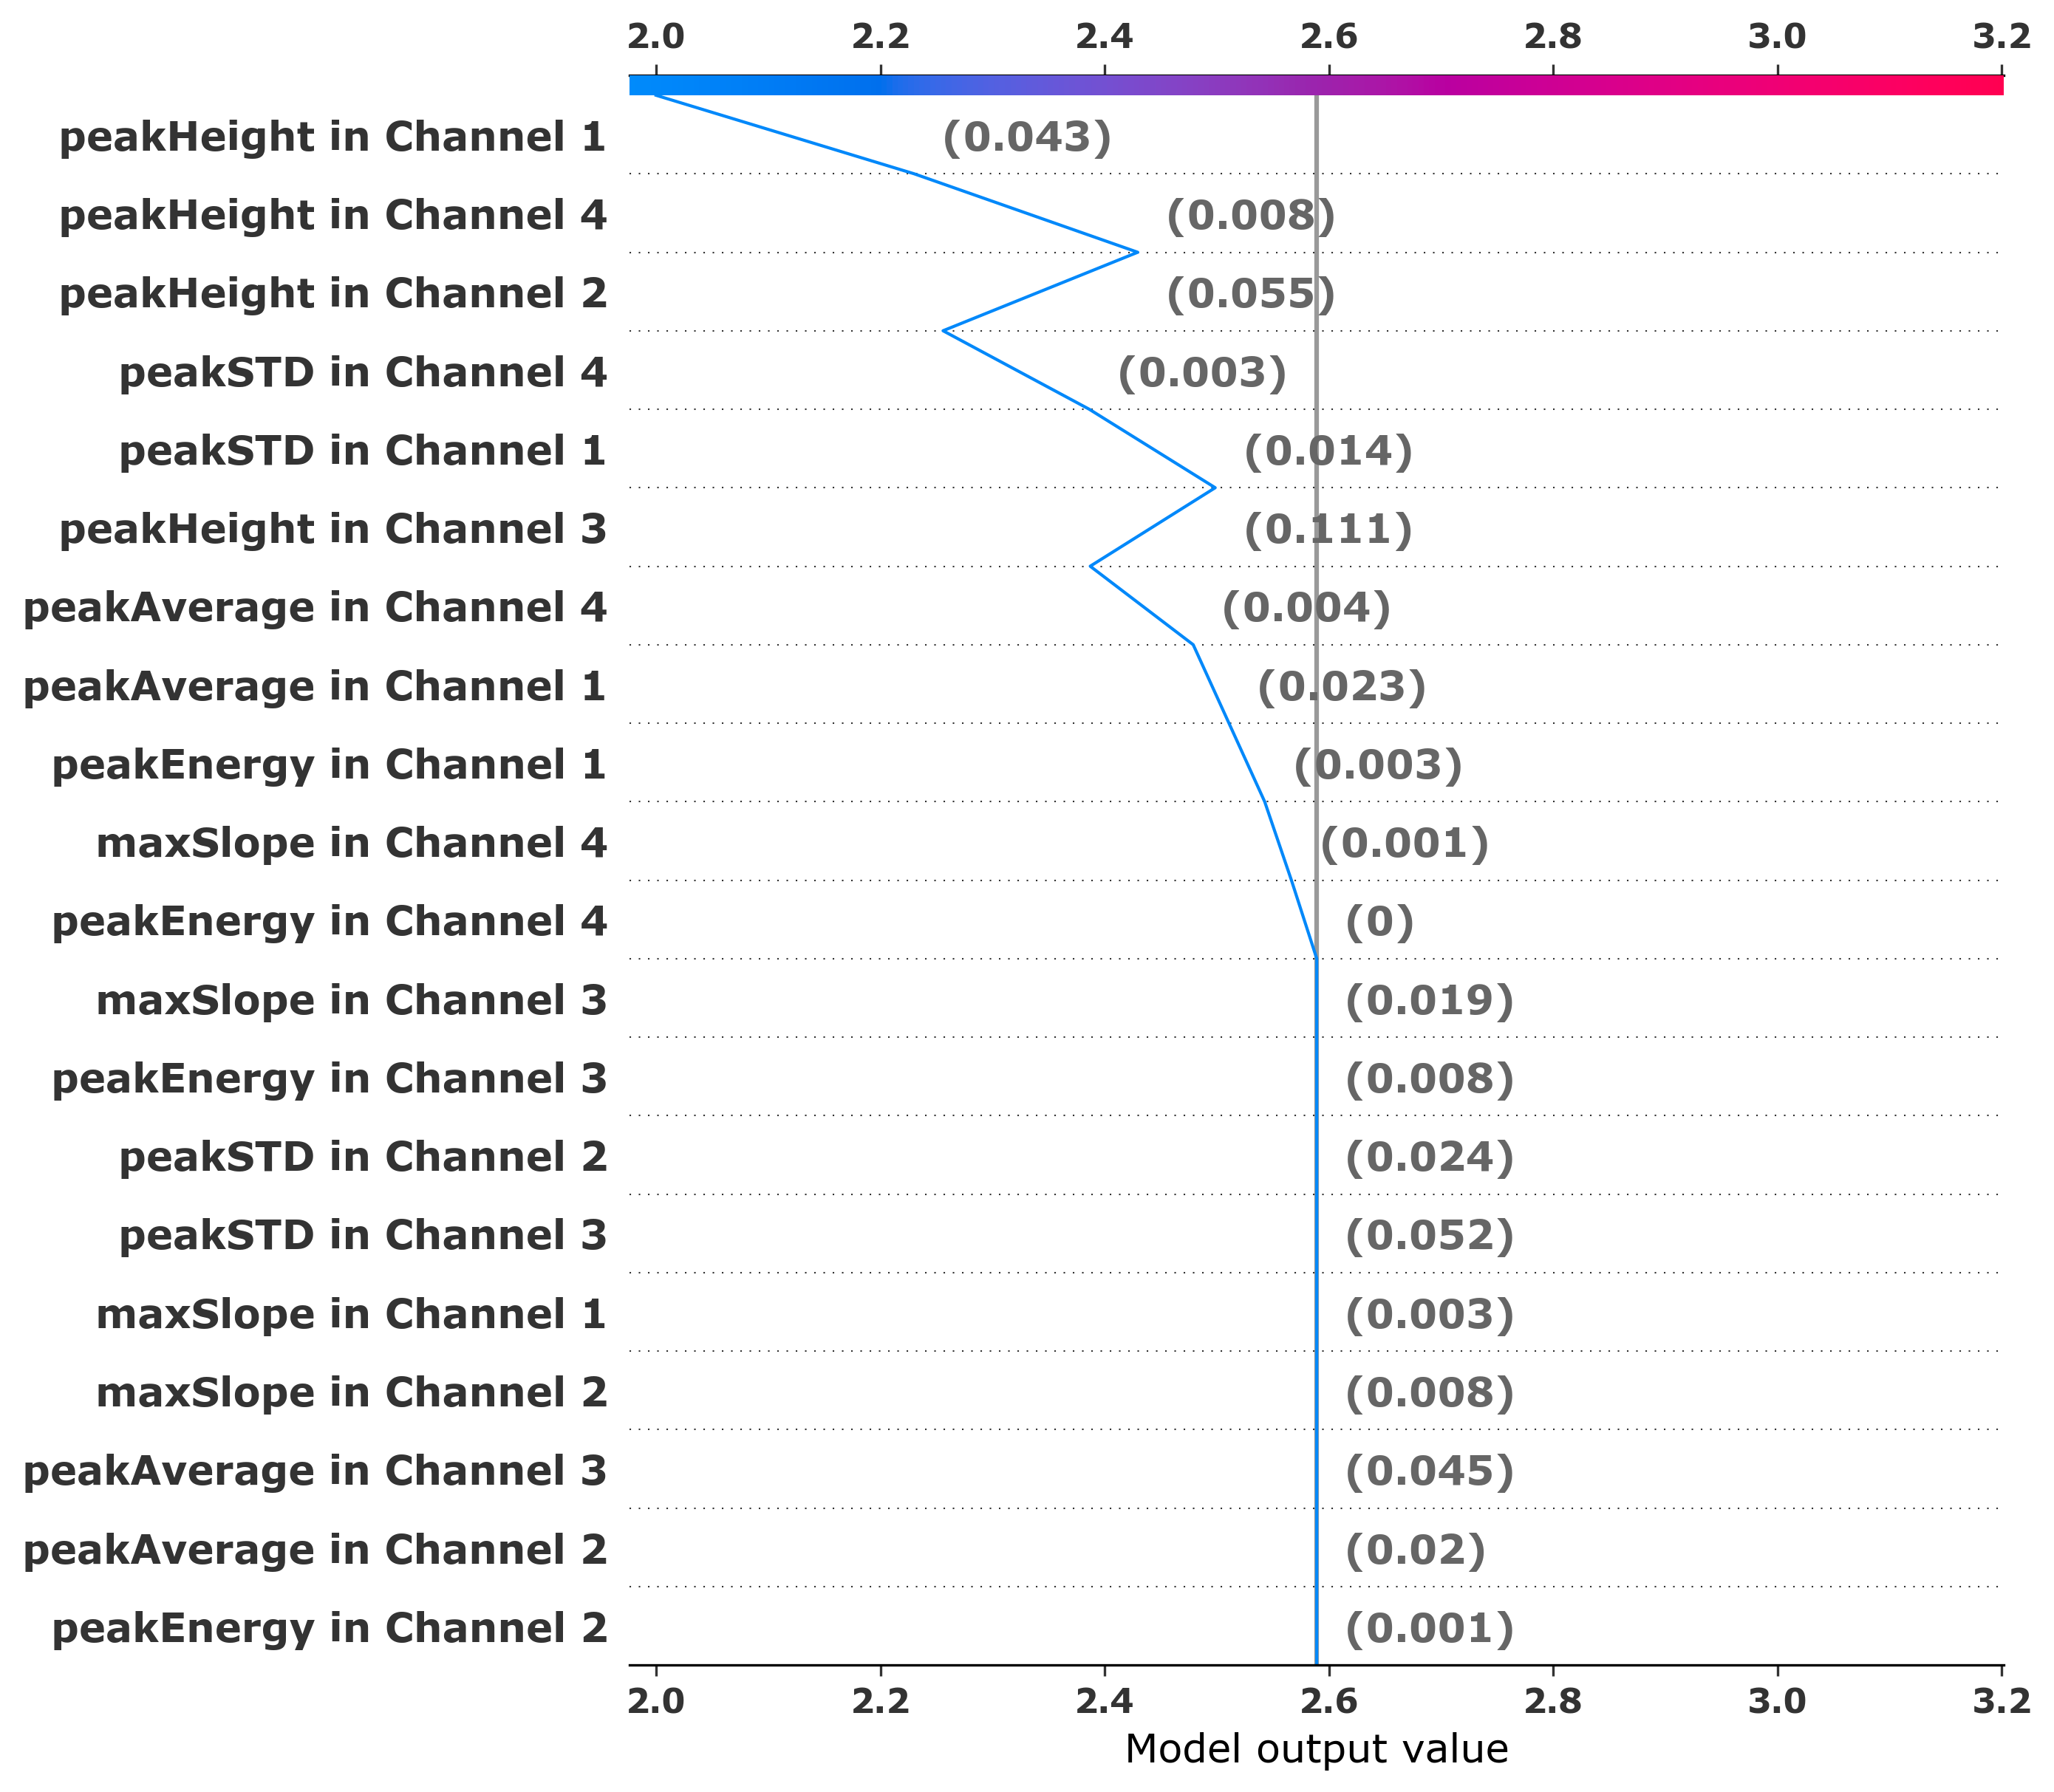 2.0 2.2 2.4 2.6 2.8 3.0 3.2
peakHeight in Channel 1 (0.043)
peakHeight in Channel 4 (0.008)
peakHeight in Channel 2 (0.055)
peakSTD in Channel 4 (0.003)
peakSTD in Channel 1 (0.014)
peakHeight in Channel 3 (0.111)
peakAverage in Channel 4 (0.004)
peakAverage in Channel 1 (0.023)
peakEnergy in Channel 1 (0.003)
maxSlope in Channel 4 (0.001)
peakEnergy in Channel 4 (0)
maxSlope in Channel 3 (0.019)
peakEnergy in Channel 3 (0.008)
peakSTD in Channel 2 (0.024)
peakSTD in Channel 3 (0.052)
maxSlope in Channel 1 (0.003)
maxSlope in Channel 2 (0.008)
peakAverage in Channel 3 (0.045)
peakAverage in Channel 2 (0.02)
peakEnergy in Channel 2 (0.001)
2.0 2.2 2.4 2.6 2.8 3.0 3.2
Model output value